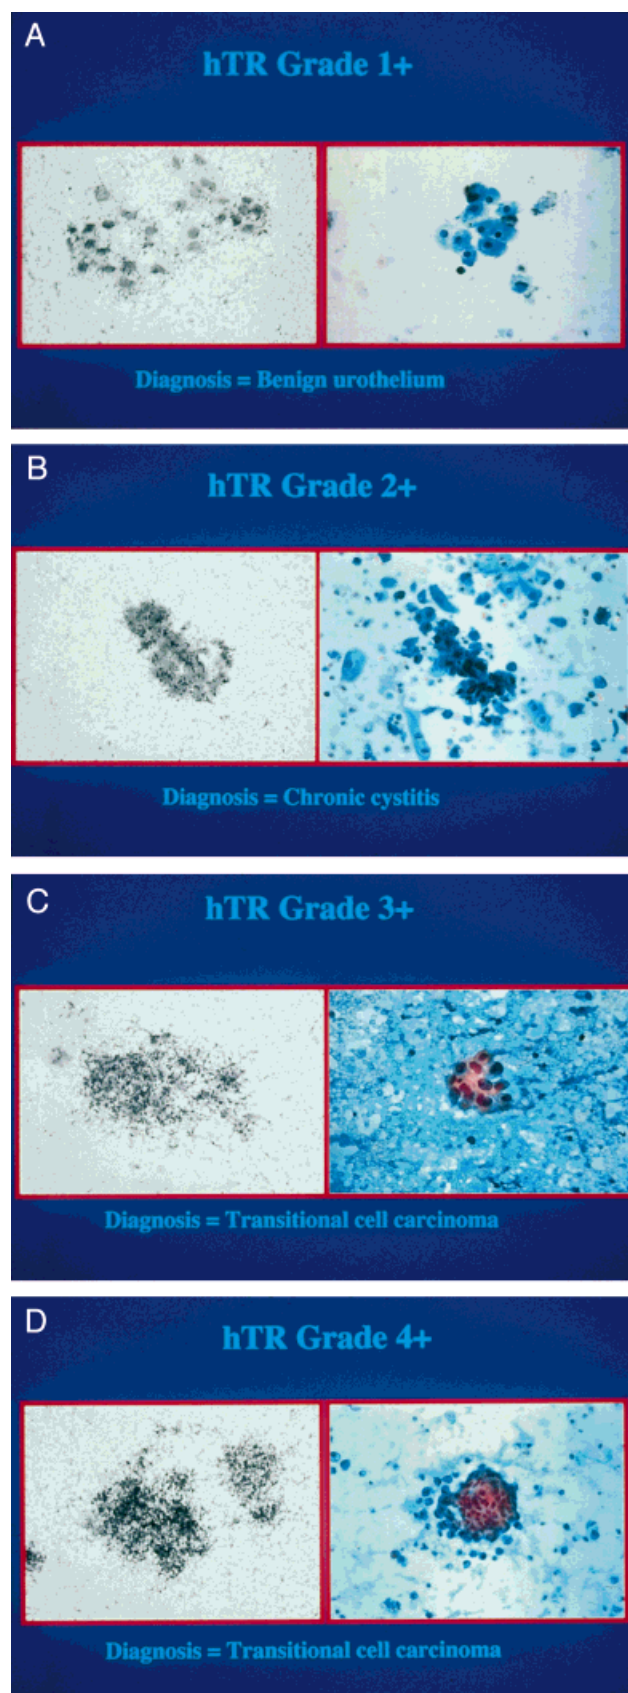 A
hTR Grade 1+
Diagnosis = Benign urothelium
B
hTR Grade 2+
Diagnosis = Chronic cystitis
C
hTR Grade 3+
Diagnosis = Transitional cell carcinoma
D
hTR Grade 4+
Diagnosis = Transitional cell carcinoma